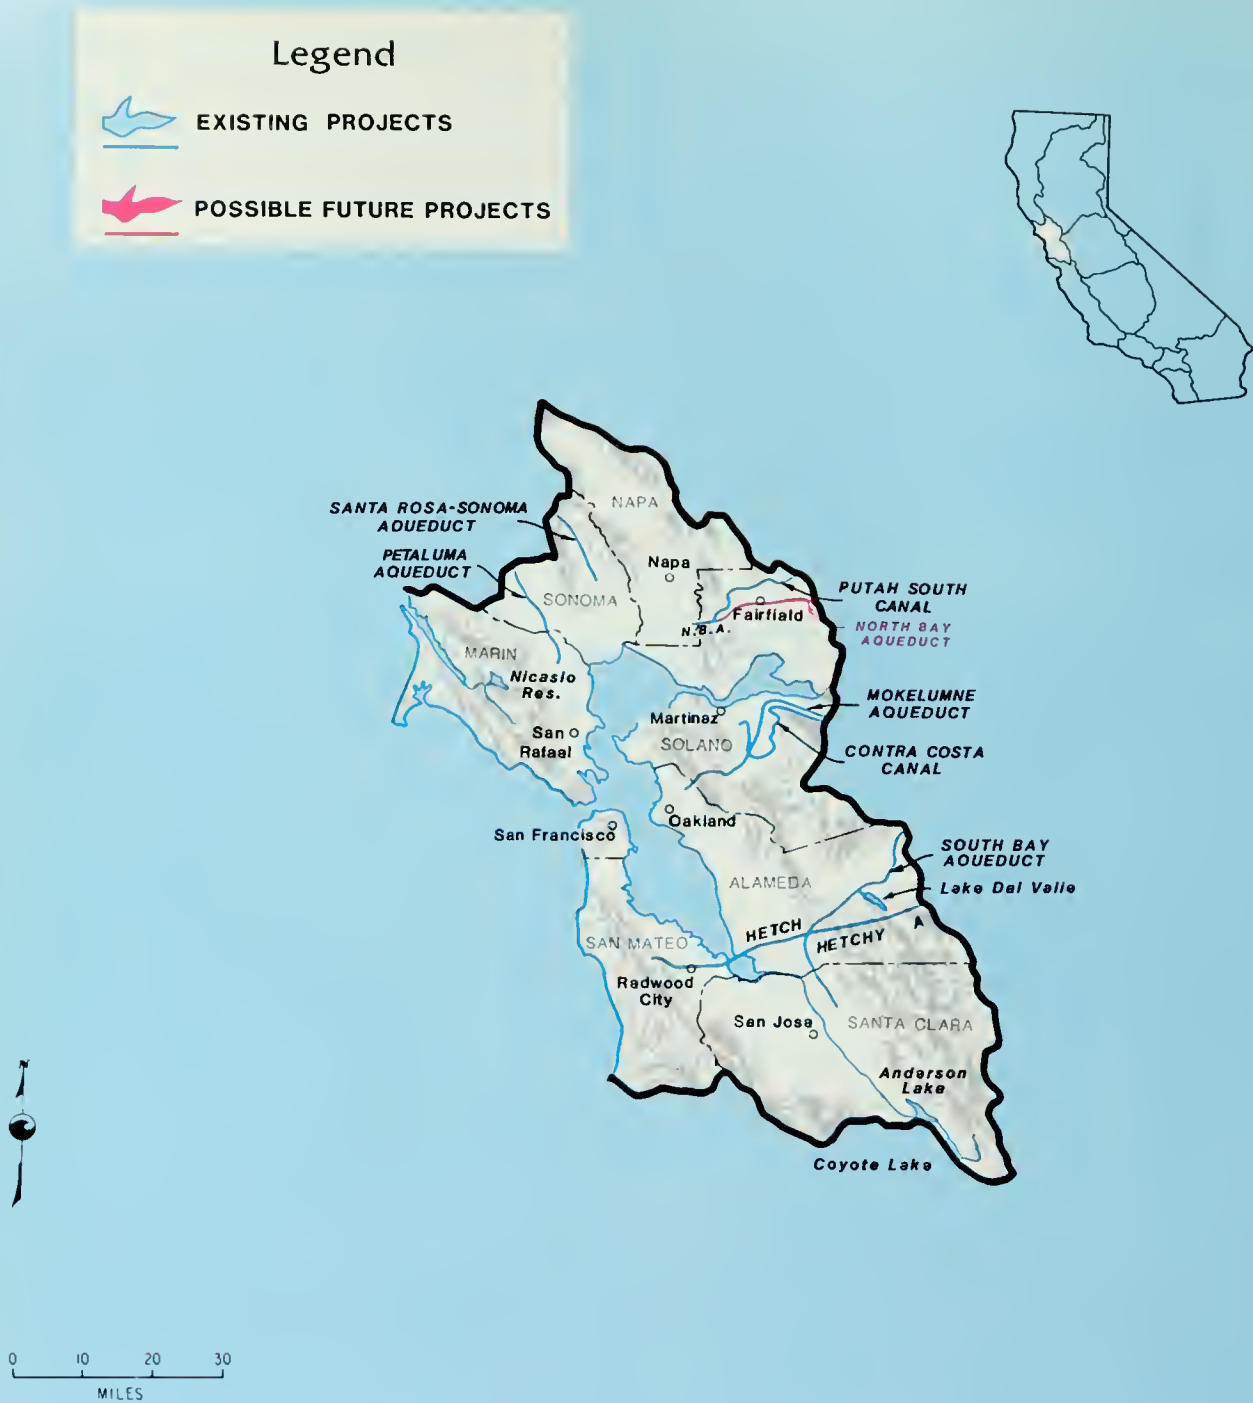 Legend
EXISTING PROJECTS
POSSIBLE FUTURE PROJECTS
NAPA
SANTA ROSA-SONOMA
AQUEDUCT
PETALUMA
AQUEDUCT
Napa
SONOMA
PUTAH SOUTH
CANAL
Fairfield
N.B.A.
NORTH BAY
AQUEDUCT
MARIN
Nicasio
Res.
MOKELUMNE
AQUEDUCT
Martinez
San
Rafael
SOLANO
CONTRA COSTA
CANAL
Oakland
San Francisco
SOUTH BAY
AQUEDUCT
ALAMEDA
Lake Del Valle
HETCH
HETCHY A
SAN MATEO
Redwood
City
San Jose
SANTA CLARA
Anderson
Lake
Coyote Lake
N
0 10 20 30
MILES